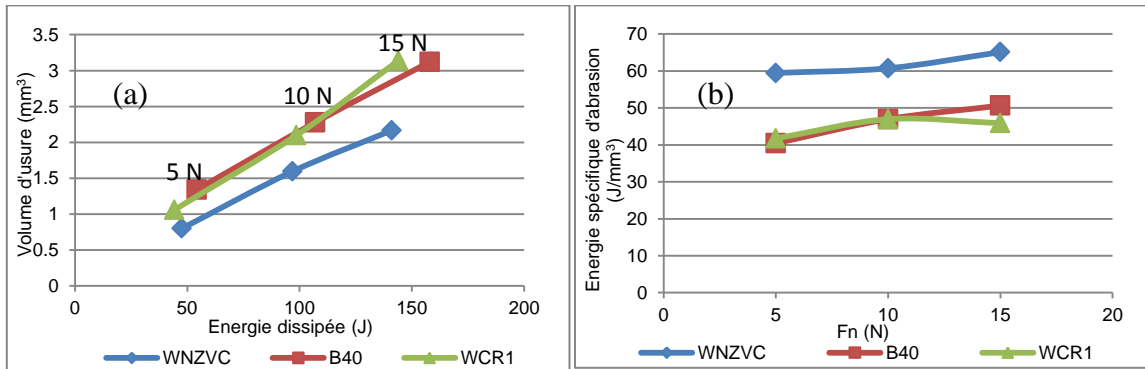 (a)
Volume d'usure (mm³)
3.5
3
2.5
2
1.5
1
0.5
0
5 N
10 N
15 N
0 50 100 150 200
Energie dissipée (J)
WNZVC B40 WCR1
(b)
Energie spécifique d'abrasion
(J/mm³)
70
60
50
40
30
20
10
0
0 5 10 15 20
Fn (N)
WNZVC B40 WCR1